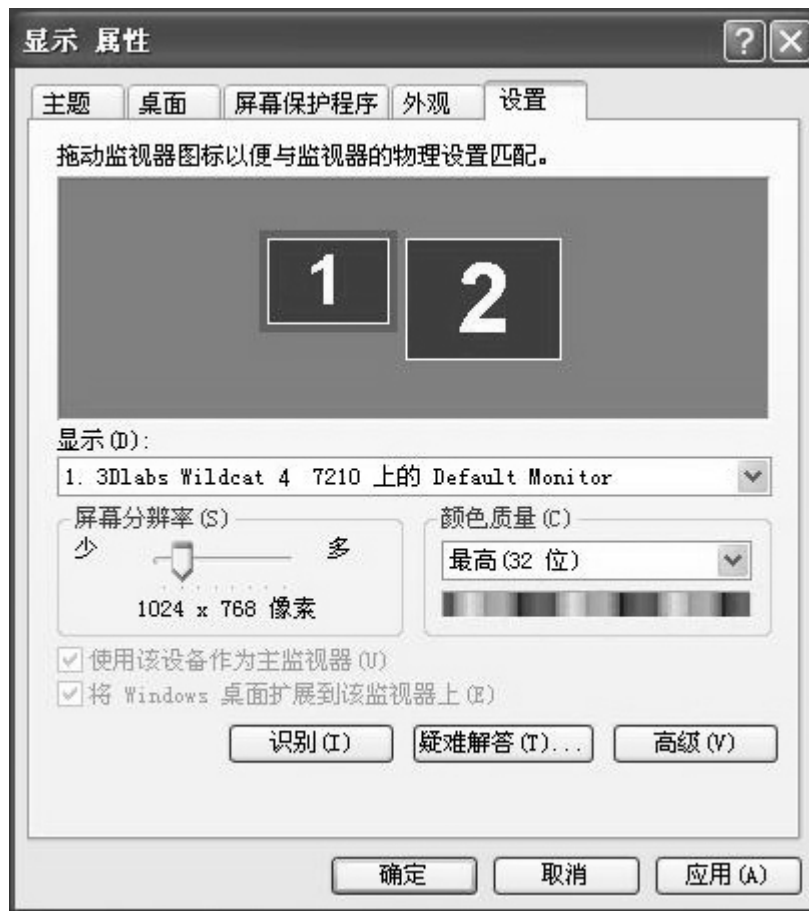 显示 属性
主题 桌面 屏幕保护程序 外观 设置
拖动监视器图标以便与监视器的物理设置匹配。
1 2
显示(D):
1. 3Dlabs Wildcat 4 7210 上的 Default Monitor
屏幕分辨率(S) 颜色质量(C)
少 多 最高(32 位)
1024 x 768 像素
使用该设备作为主监视器(U)
将 Windows 桌面扩展到该监视器上(E)
识别(I) 疑难解答(T)... 高级(V)
确定 取消 应用(A)